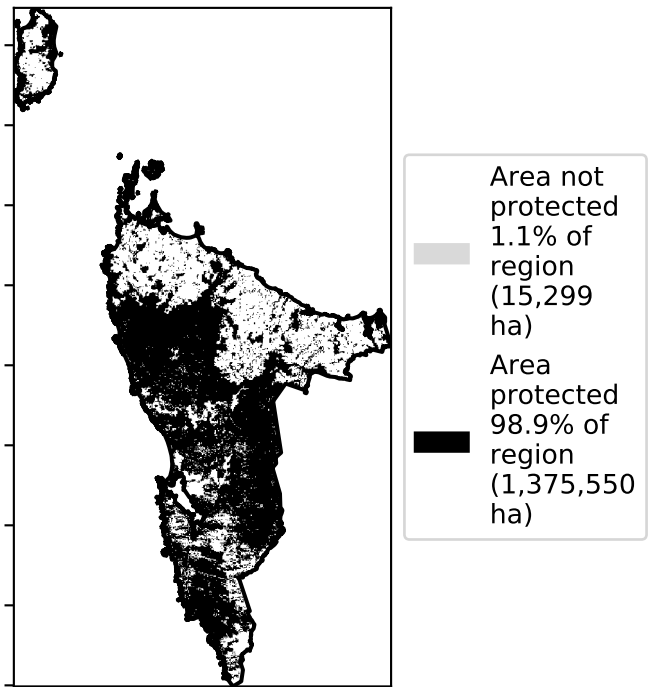 Area not
protected
1.1% of
region
(15,299
ha)
Area
protected
98.9% of
region
(1,375,550
ha)